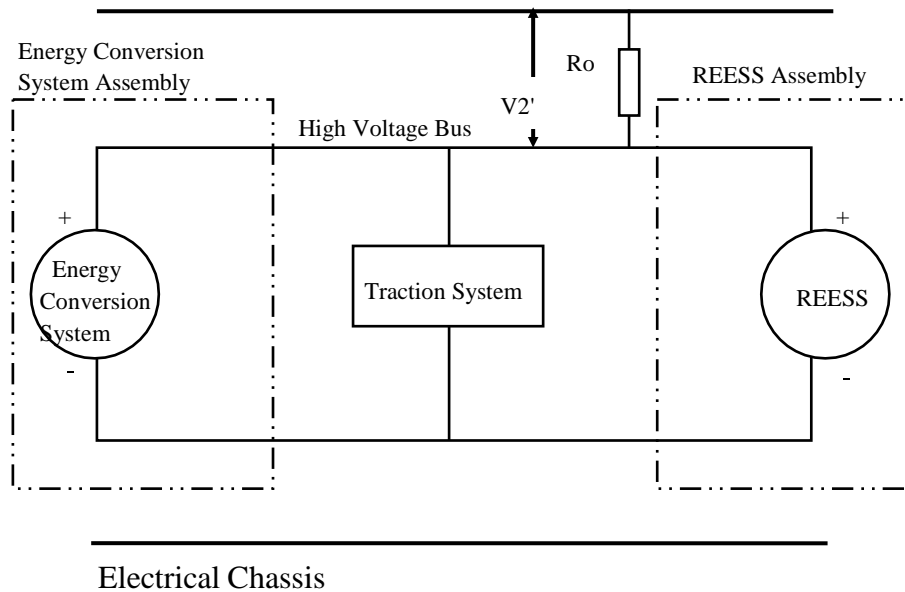 Energy Conversion
System Assembly
Ro
REESS Assembly
V2'
High Voltage Bus
+
+
Energy
Conversion
System
Traction System
REESS
-
-
Electrical Chassis